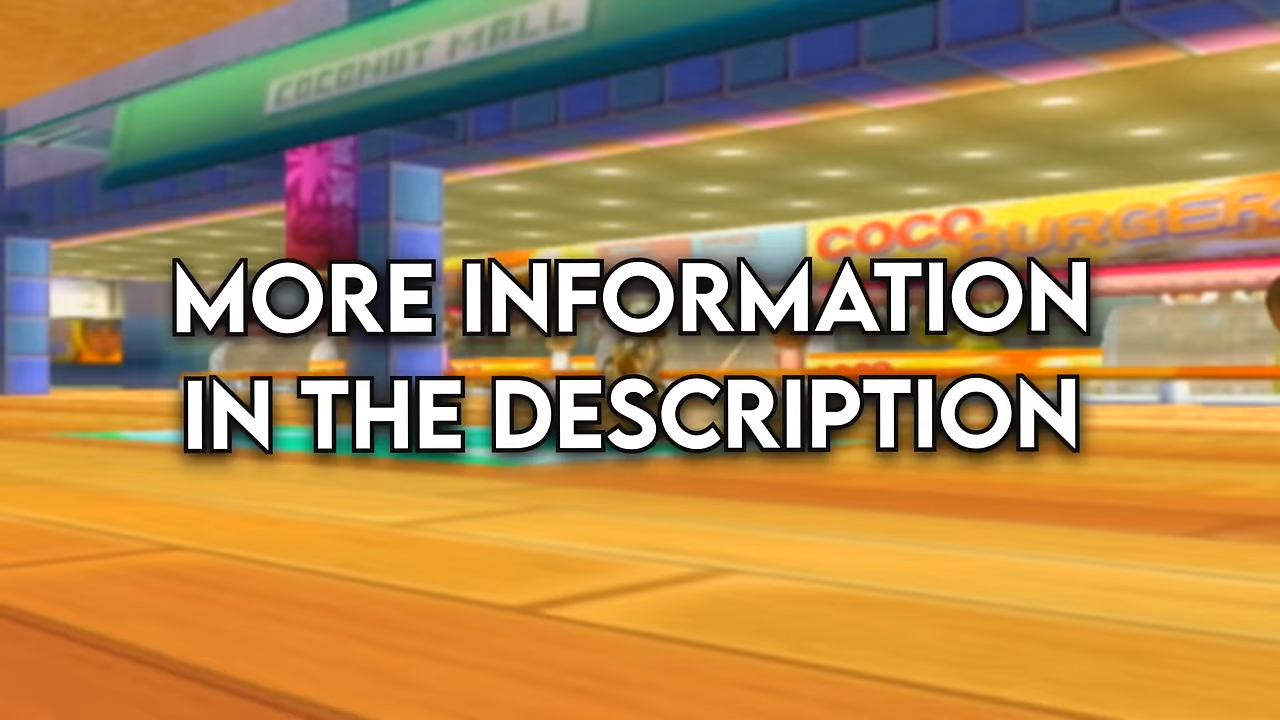 COCONUT MALL
COCO BURGER
MORE INFORMATION
IN THE DESCRIPTION